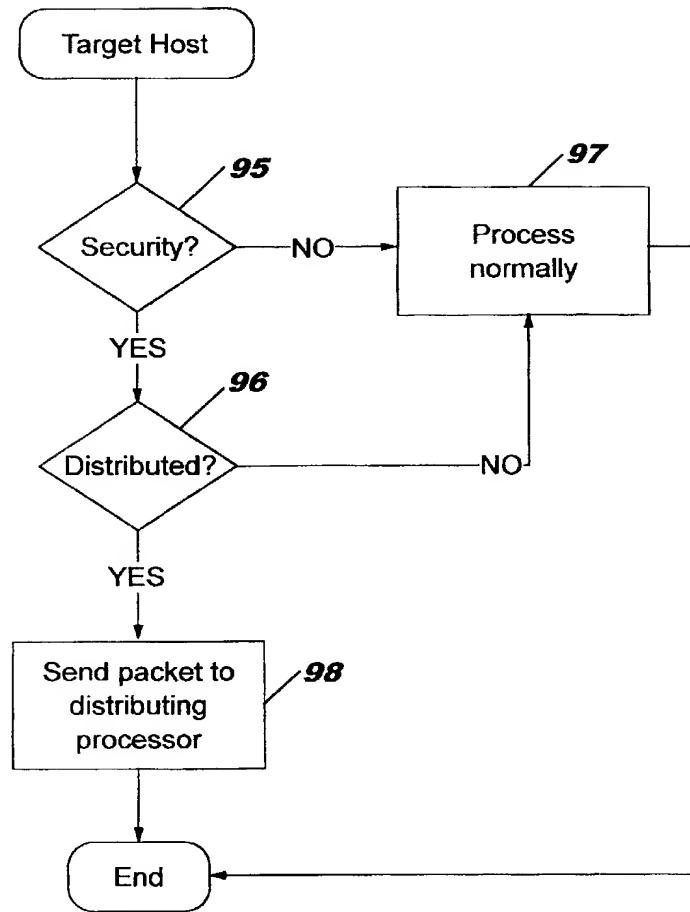 Target Host
95
Security?
NO
97
Process
normally
YES
96
Distributed?
NO
YES
Send packet to
distributing
processor
98
End